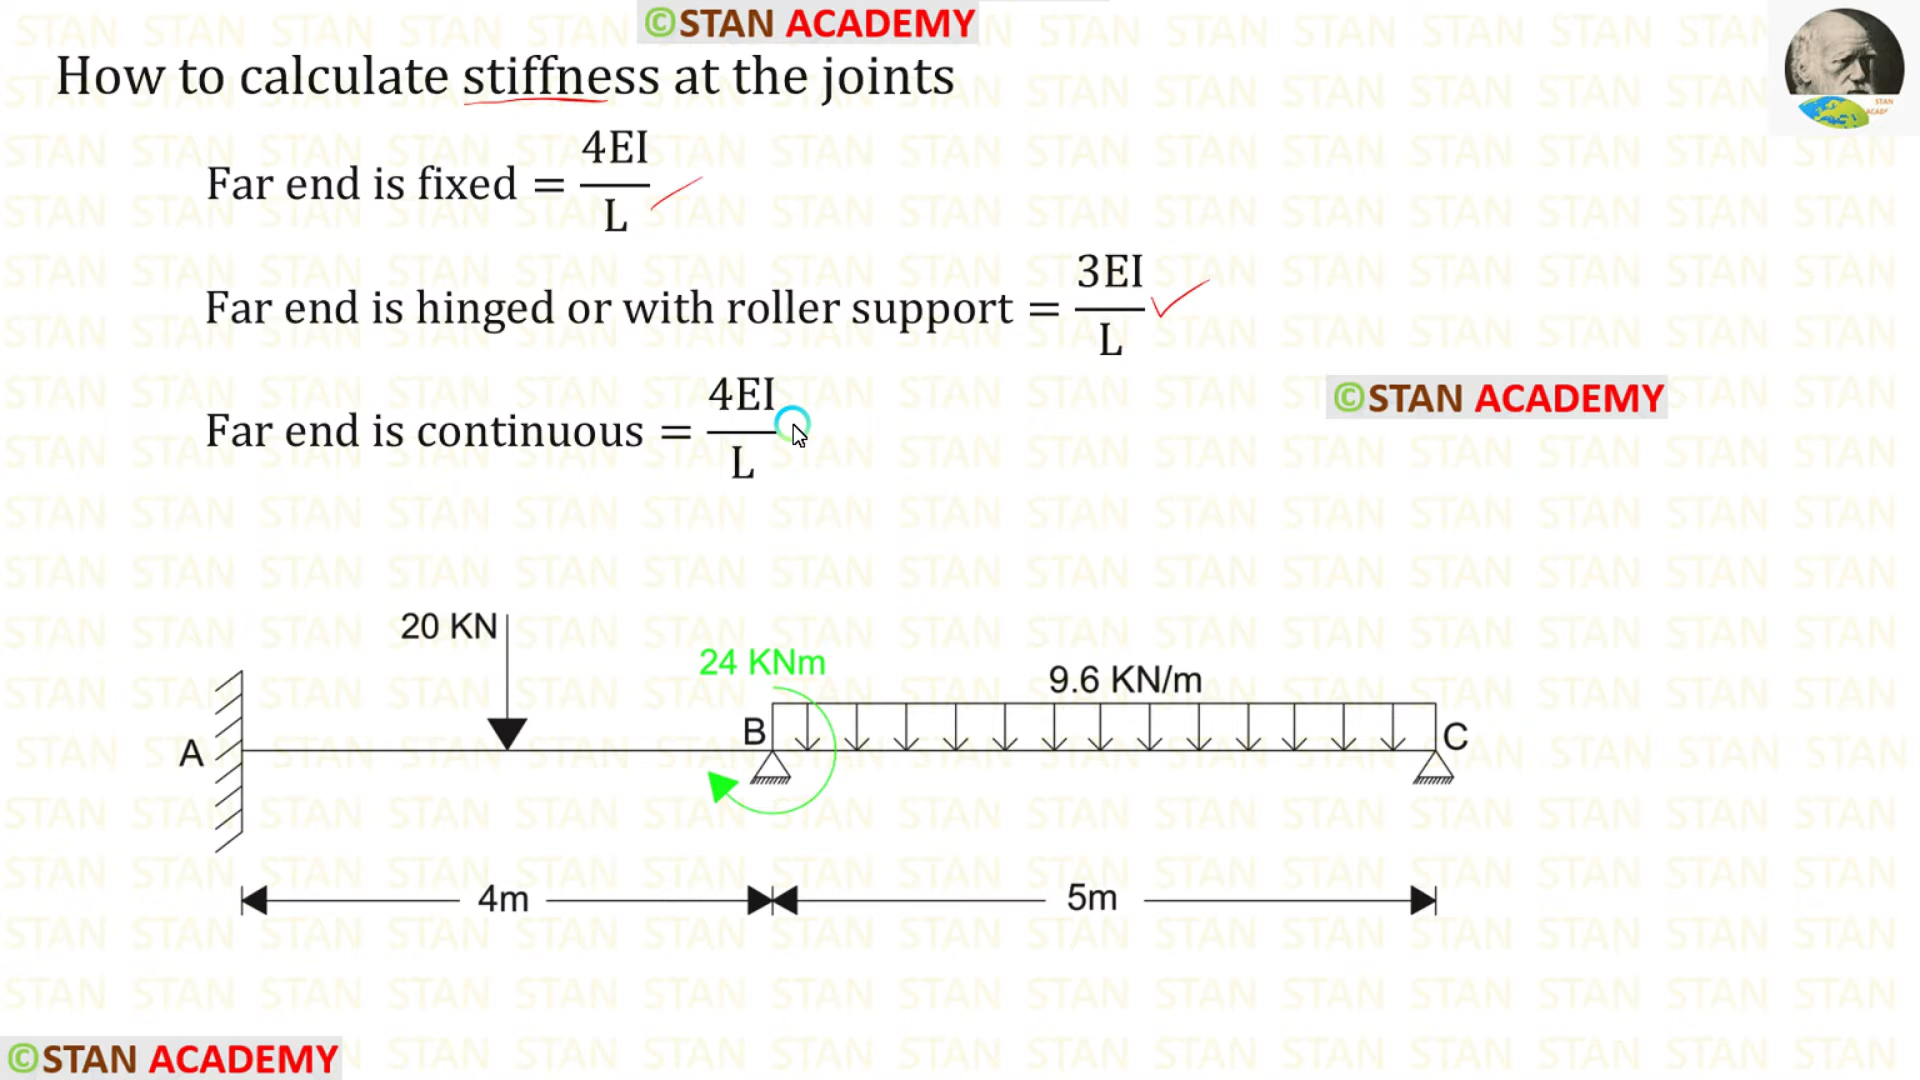 ©STAN ACADEMY
How to calculate stiffness at the joints
Far end is fixed = 4EI/L
Far end is hinged or with roller support = 3EI/L
Far end is continuous = 4EI/L
©STAN ACADEMY
20 KN
24 KNm
9.6 KN/m
A
B
C
4m
5m
©STAN ACADEMY
STAN